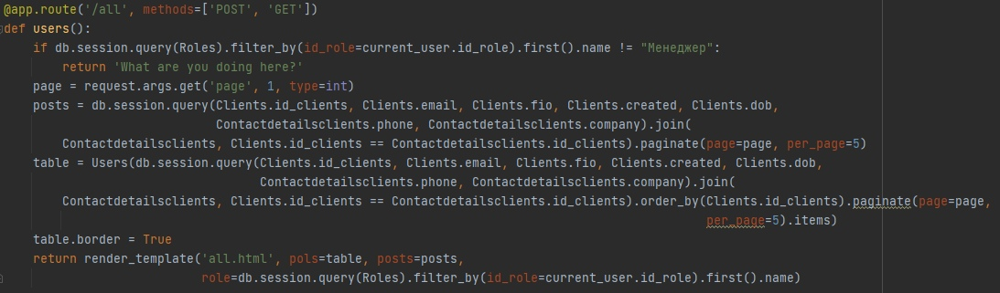 @app.route('/all', methods=['POST', 'GET'])
def users():
    if db.session.query(Roles).filter_by(id_role=current_user.id_role).first().name != "Менеджер":
        return 'What are you doing here?'
    page = request.args.get('page', 1, type=int)
    posts = db.session.query(Clients.id_clients, Clients.email, Clients.fio, Clients.created, Clients.dob,
                             Contactdetailsclients.phone, Contactdetailsclients.company).join(
        Contactdetailsclients, Clients.id_clients == Contactdetailsclients.id_clients).paginate(page=page, per_page=5)
    table = Users(db.session.query(Clients.id_clients, Clients.email, Clients.fio, Clients.created, Clients.dob,
                                   Contactdetailsclients.phone, Contactdetailsclients.company).join(
        Contactdetailsclients, Clients.id_clients == Contactdetailsclients.id_clients).order_by(Clients.id_clients).paginate(page=page,
                                                                                                per_page=5).items)
    table.border = True
    return render_template('all.html', pols=table, posts=posts,
                           role=db.session.query(Roles).filter_by(id_role=current_user.id_role).first().name)